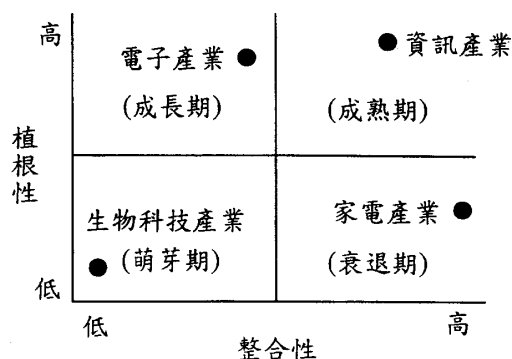 高
電子產業
資訊產業
(成長期)
(成熟期)
植根性
生物科技產業
家電產業
(萌芽期)
(衰退期)
低
低
高
整合性